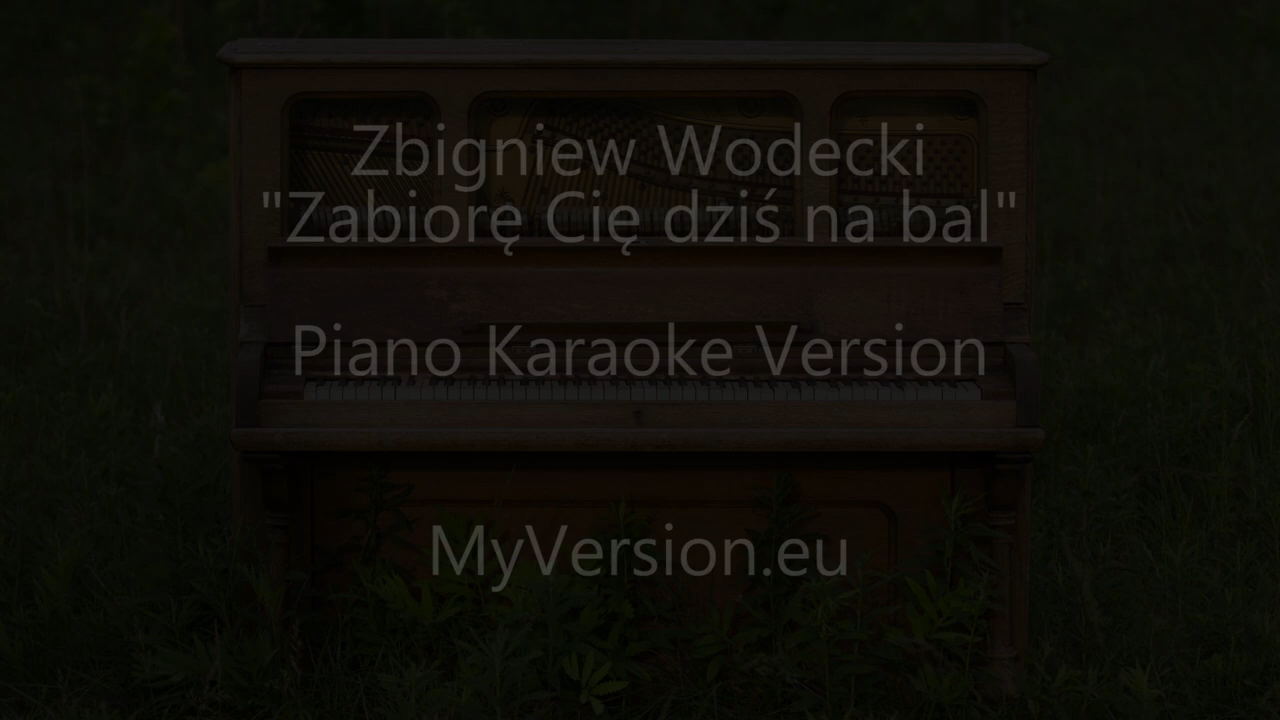 Zbigniew Wodecki
"Zabiorę Cię dziś na bal"
Piano Karaoke Version
MyVersion.eu